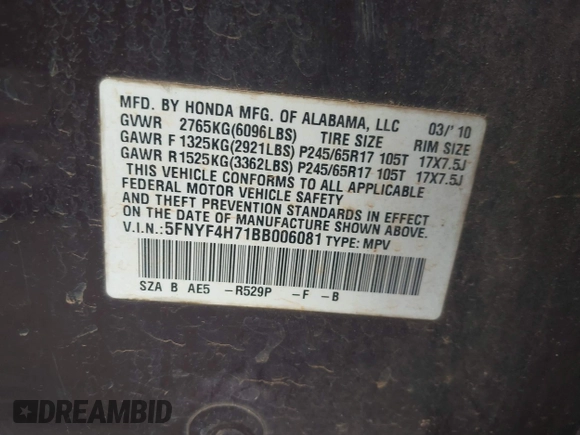 MFD. BY HONDA MFG. OF ALABAMA, LLC 03/'10
GVWR 2765KG(6096LBS) TIRE SIZE RIM SIZE
GAWR F 1325KG(2921LBS) P245/65R17 105T 17X7.5J
GAWR R1525KG(3362LBS) P245/65R17 105T 17X7.5J
THIS VEHICLE CONFORMS TO ALL APPLICABLE
FEDERAL MOTOR VEHICLE SAFETY
AND THEFT PREVENTION STANDARDS IN EFFECT
ON THE DATE OF MANUFACTURE SHOWN ABOVE.
V.I.N.:5FNYF4H71BB006081 TYPE: MPV
SZA B AE5 -R529P -F -B
DREAMBID